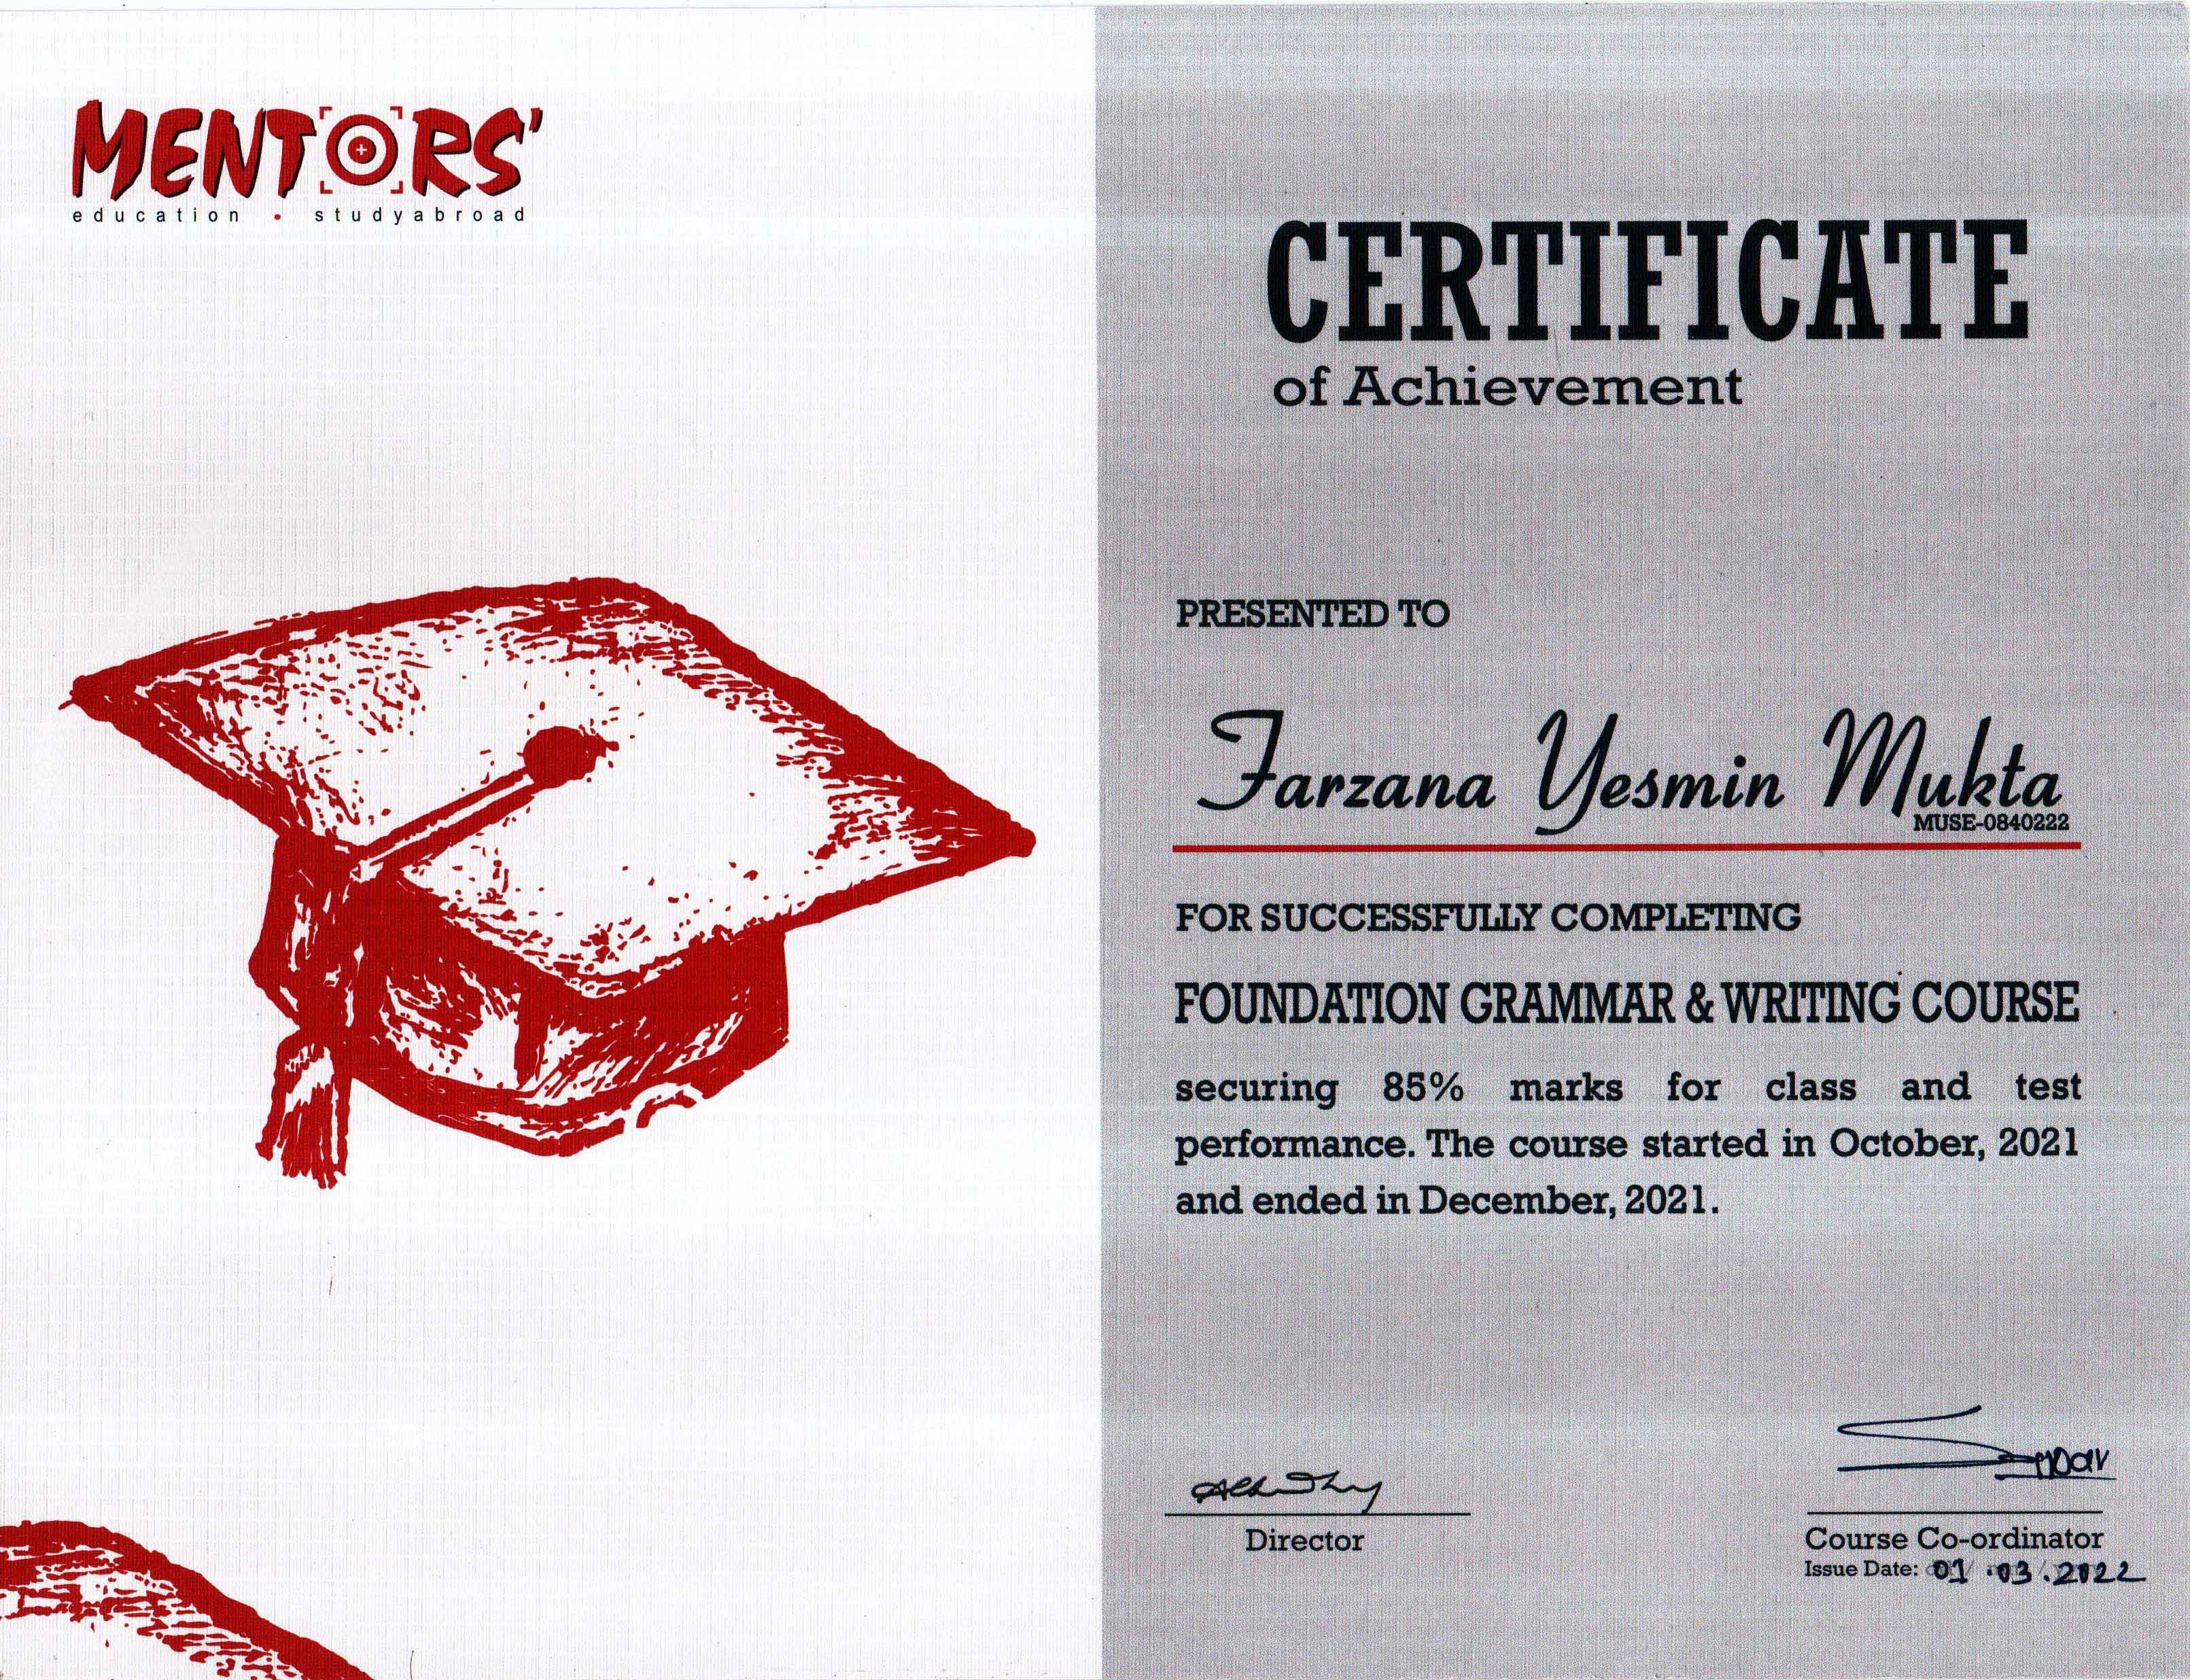 MENTORS'
education • studyabroad
CERTIFICATE
of Achievement
PRESENTED TO
Farzana Yesmin Mukta
MUSE-0840222
FOR SUCCESSFULLY COMPLETING
FOUNDATION GRAMMAR & WRITING COURSE
securing 85% marks for class and test
performance. The course started in October, 2021
and ended in December, 2021.
Director
Course Co-ordinator
Issue Date: 01.03.2022